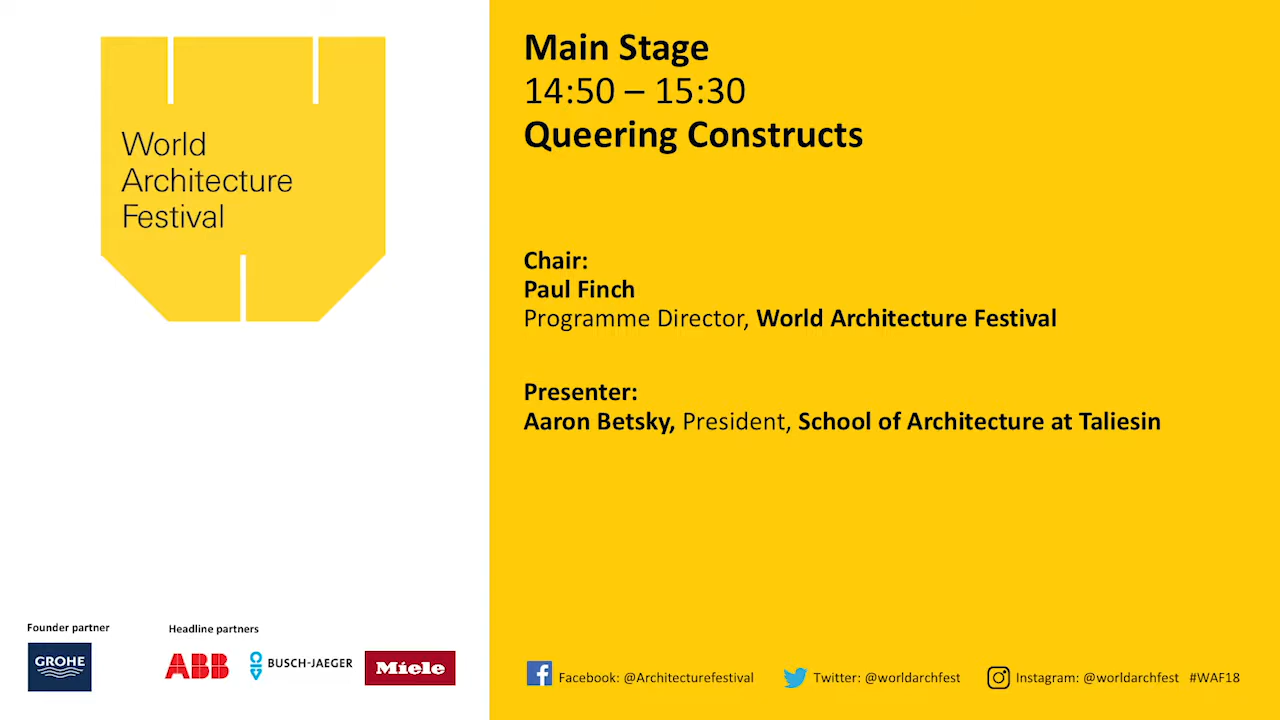 World
Architecture
Festival
Founder partner
Headline partners
GROHE
ABB
BUSCH-JAEGER
Miele
Main Stage
14:50 – 15:30
Queering Constructs
Chair:
Paul Finch
Programme Director, World Architecture Festival
Presenter:
Aaron Betsky, President, School of Architecture at Taliesin
Facebook: @Architecturefestival Twitter: @worldarchfest Instagram: @worldarchfest #WAF18